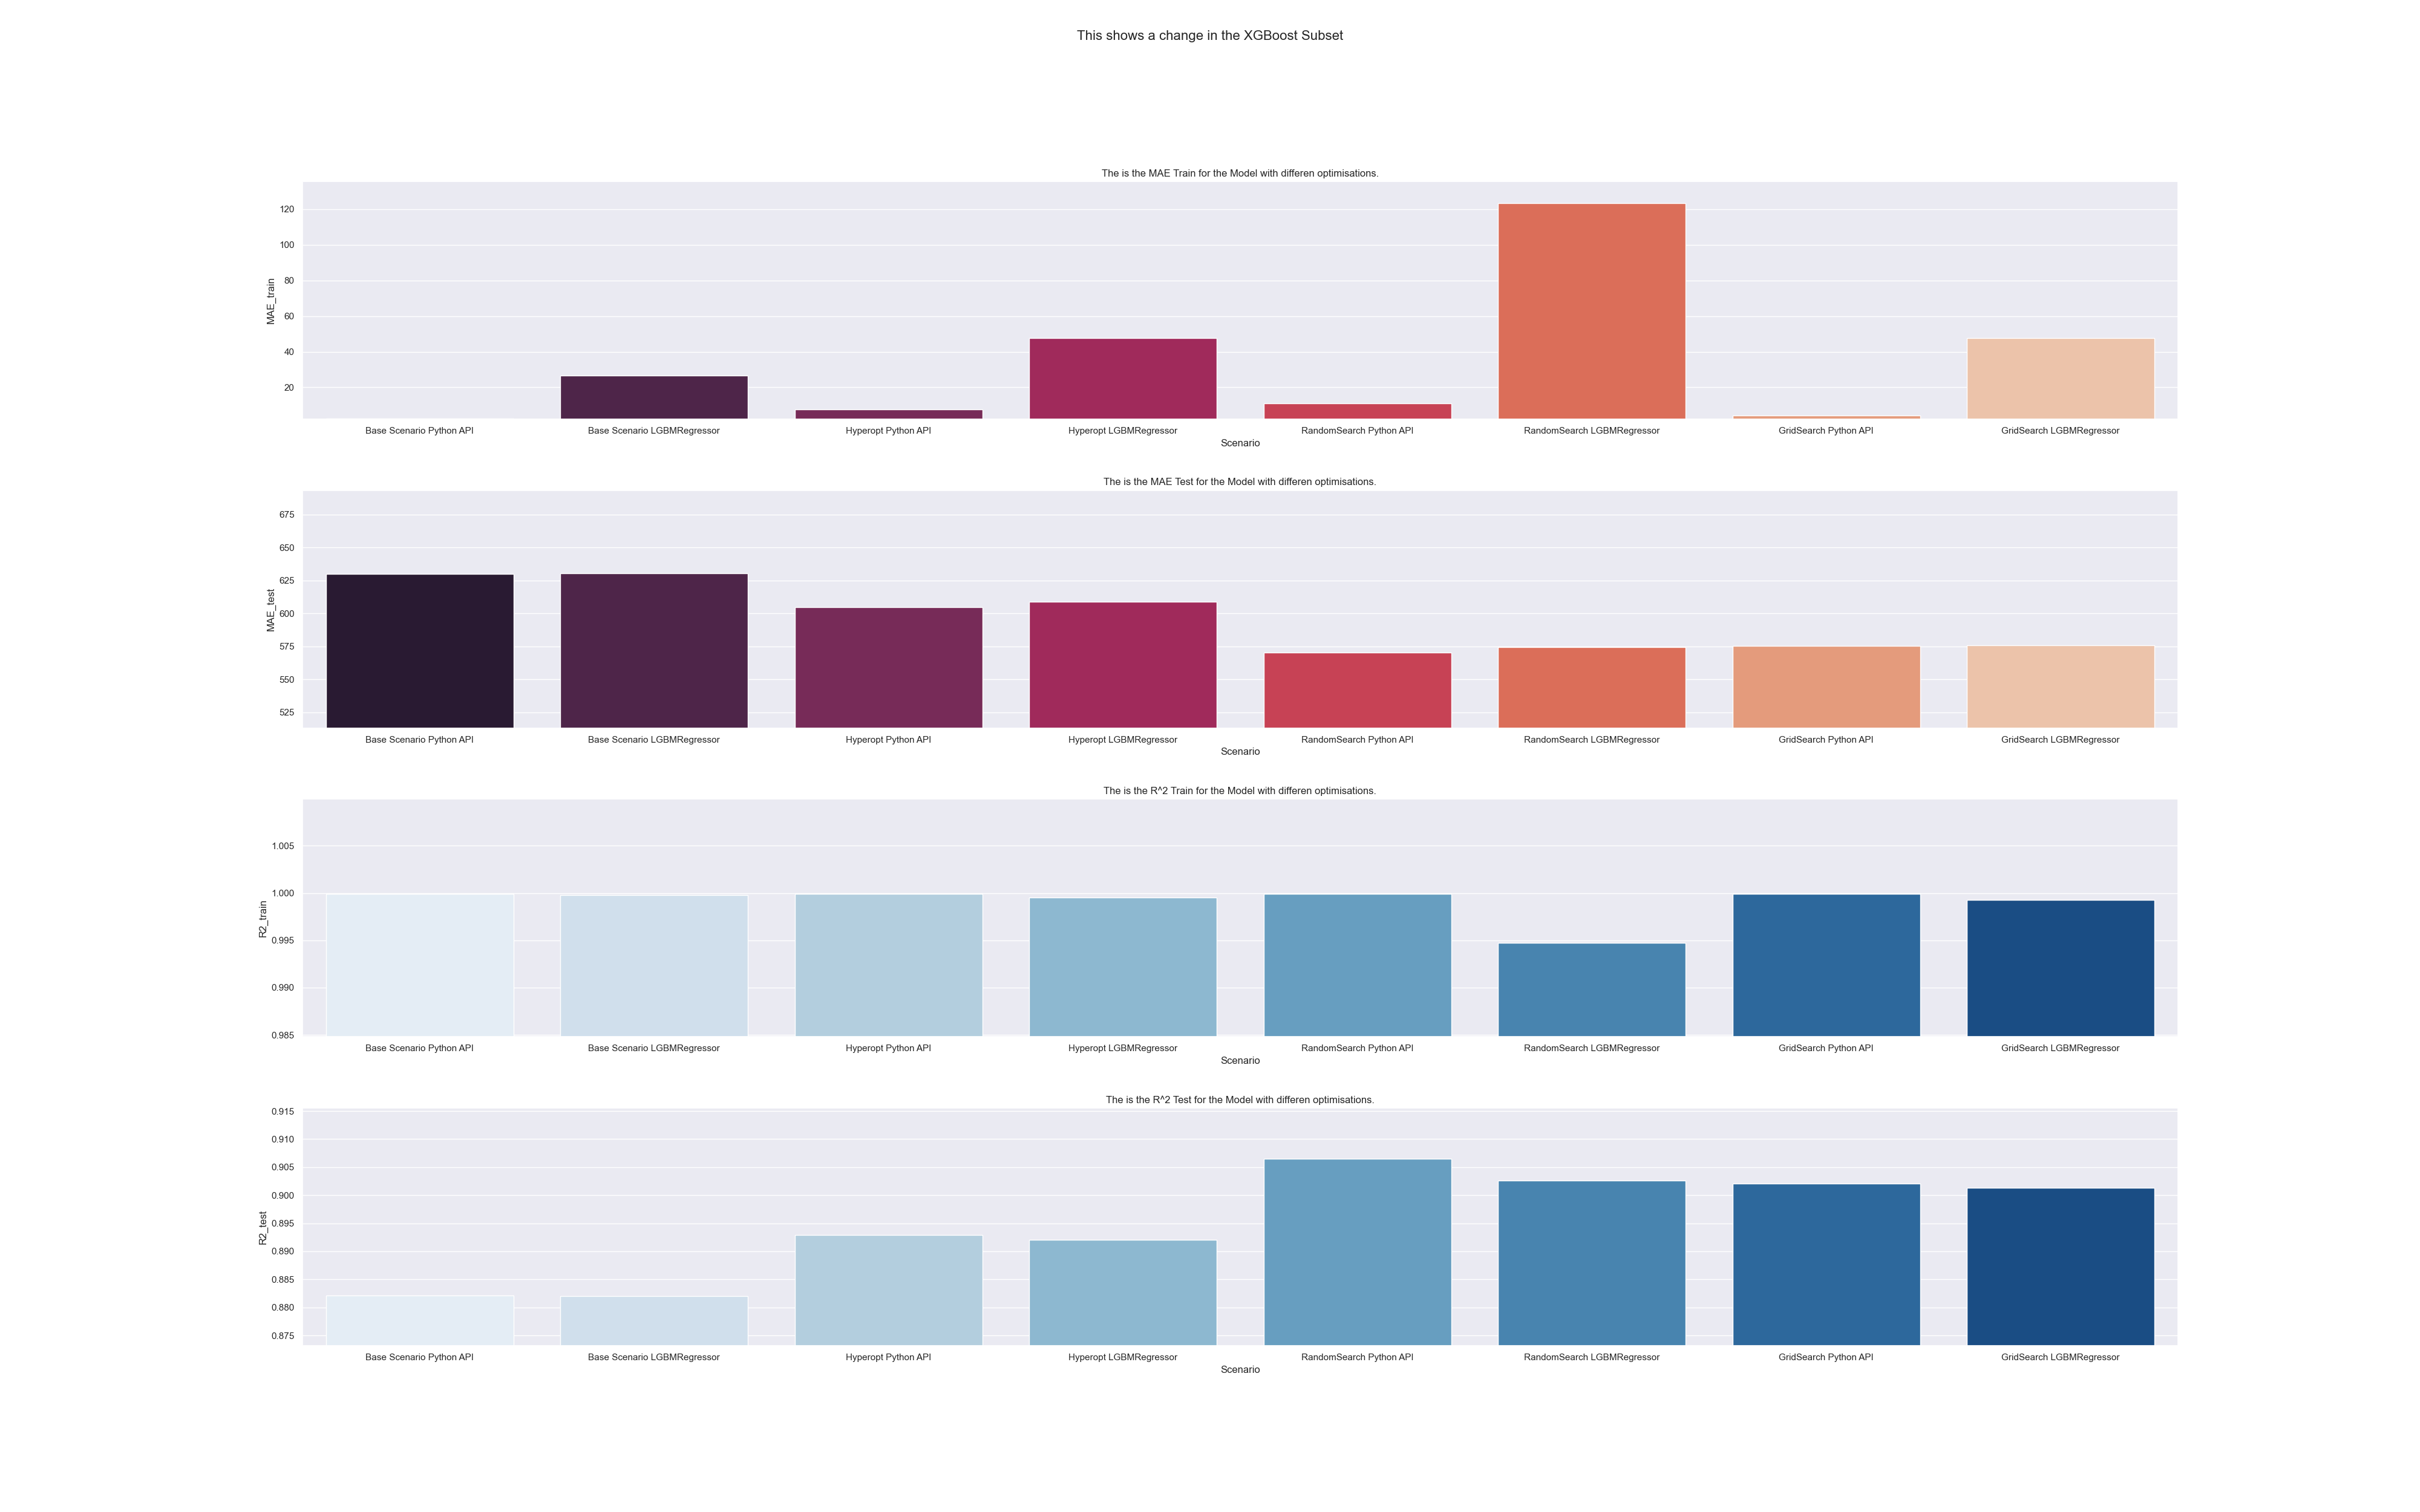 This shows a change in the XGBoost Subset
The is the MAE Train for the Model with differen optimisations.
120
100
80
60
40
20
MAE_train
Base Scenario Python API Base Scenario LGBMRegressor Hyperopt Python API Hyperopt LGBMRegressor RandomSearch Python API RandomSearch LGBMRegressor GridSearch Python API GridSearch LGBMRegressor
Scenario
The is the MAE Test for the Model with differen optimisations.
675
650
625
600
575
550
525
MAE_test
Base Scenario Python API Base Scenario LGBMRegressor Hyperopt Python API Hyperopt LGBMRegressor RandomSearch Python API RandomSearch LGBMRegressor GridSearch Python API GridSearch LGBMRegressor
Scenario
The is the R^2 Train for the Model with differen optimisations.
1.005
1.000
0.995
0.990
0.985
R2_train
Base Scenario Python API Base Scenario LGBMRegressor Hyperopt Python API Hyperopt LGBMRegressor RandomSearch Python API RandomSearch LGBMRegressor GridSearch Python API GridSearch LGBMRegressor
Scenario
The is the R^2 Test for the Model with differen optimisations.
0.915
0.910
0.905
0.900
0.895
0.890
0.885
0.880
0.875
R2_test
Base Scenario Python API Base Scenario LGBMRegressor Hyperopt Python API Hyperopt LGBMRegressor RandomSearch Python API RandomSearch LGBMRegressor GridSearch Python API GridSearch LGBMRegressor
Scenario